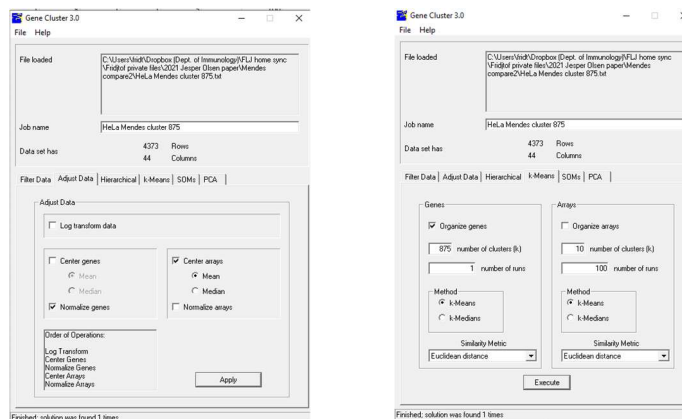 Gene Cluster 3.0
File Help
File loaded
C:\Users\fridt\Dropbox (Dept. of Immunology)\FLJ home sync
\Fridtjof private files\2021 Jesper Olsen paper\Mendes
compare2\HeLa Mendes cluster 875.txt
Job name
HeLa Mendes cluster 875
Data set has
4373 Rows
44 Columns
Filter Data Adjust Data Hierarchical k-Means SOMs PCA
Adjust Data
Log transform data
Center genes
Mean
Median
Normalize genes
Center arrays
Mean
Median
Normalize arrays
Order of Operations:
Log Transform
Center Genes
Normalize Genes
Center Arrays
Normalize Arrays
Apply
Finished; solution was found 1 times
Gene Cluster 3.0
File Help
File loaded
C:\Users\fridt\Dropbox (Dept. of Immunology)\FLJ home sync
\Fridtjof private files\2021 Jesper Olsen paper\Mendes
compare2\HeLa Mendes cluster 875.txt
Job name
HeLa Mendes cluster 875
Data set has
4373 Rows
44 Columns
Filter Data Adjust Data Hierarchical k-Means SOMs PCA
Genes
Organize genes
875 number of clusters (k)
1 number of runs
Method
k-Means
k-Medians
Similarity Metric
Euclidean distance
Arrays
Organize arrays
10 number of clusters (k)
100 number of runs
Method
k-Means
k-Medians
Similarity Metric
Euclidean distance
Execute
Finished; solution was found 1 times